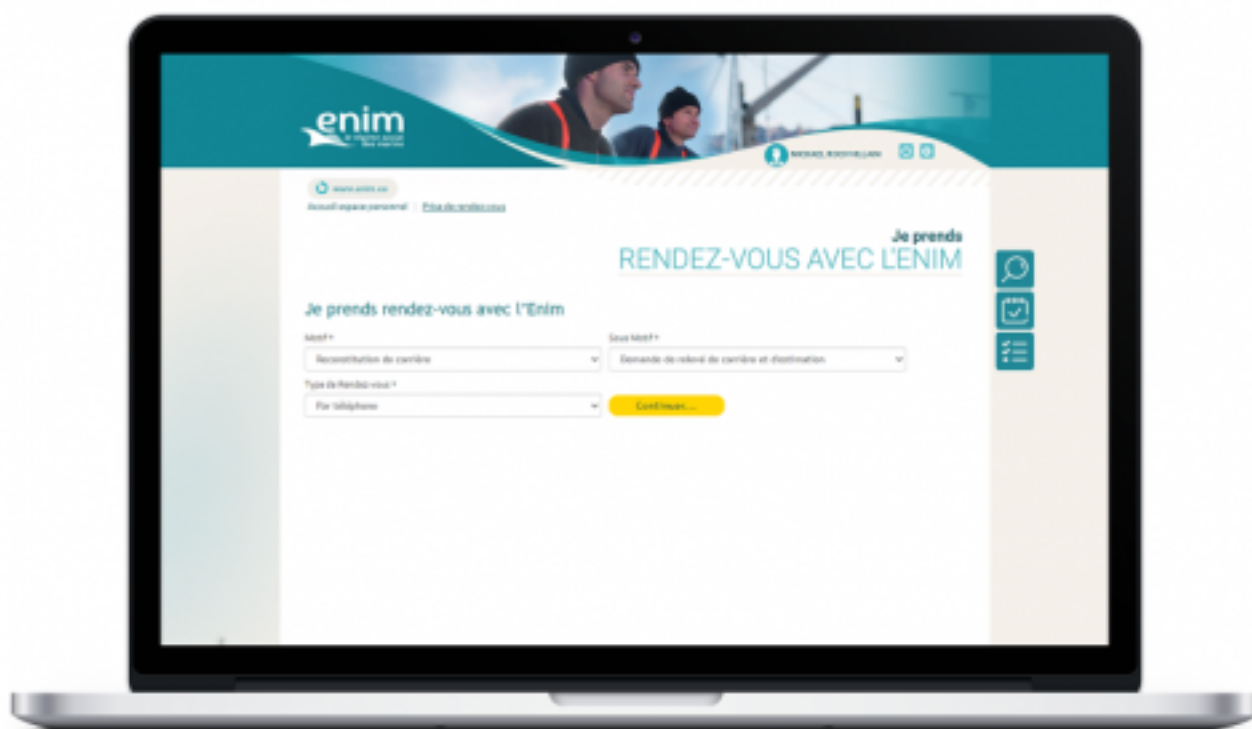 enim
www.enim.eu
Accueil espace personnel | Prise de rendez-vous
Je prends
RENDEZ-VOUS AVEC L'ENIM
Je prends rendez-vous avec l'Enim
Motif *
Sous Motif *
Reconstitution de carrière
Demande de relevé de carrière et d'estimation
Type de Rendez-vous *
Par téléphone
Continuer...